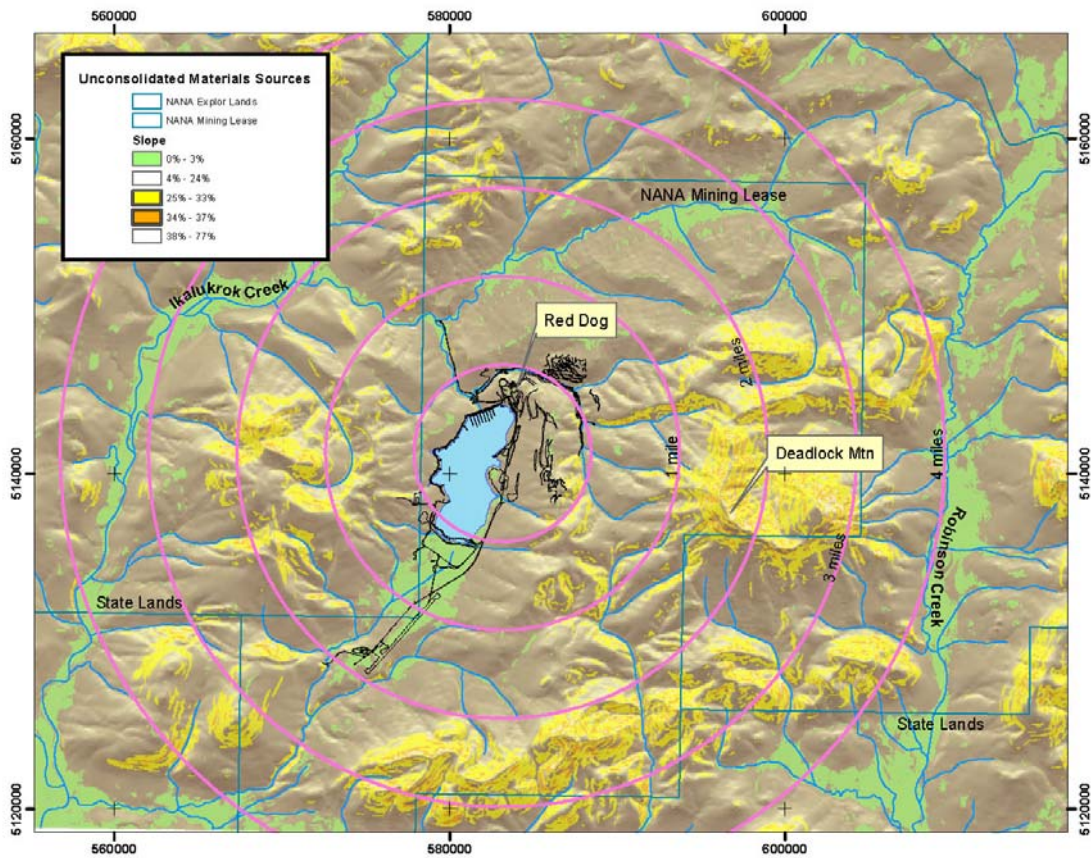 560000 580000 600000
Unconsolidated Materials Sources
NANA Explor Lands
NANA Mining Lease
Slope
0% - 3%
4% - 24%
25% - 33%
34% - 37%
38% - 77%
5160000
5160000
NANA Mining Lease
Ikalukrok Creek
Red Dog
2 miles
Deadlock Mtn
1 mile
4 miles
5140000
5140000
3 miles
Robinson Creek
State Lands
State Lands
5120000
5120000
560000 580000 600000